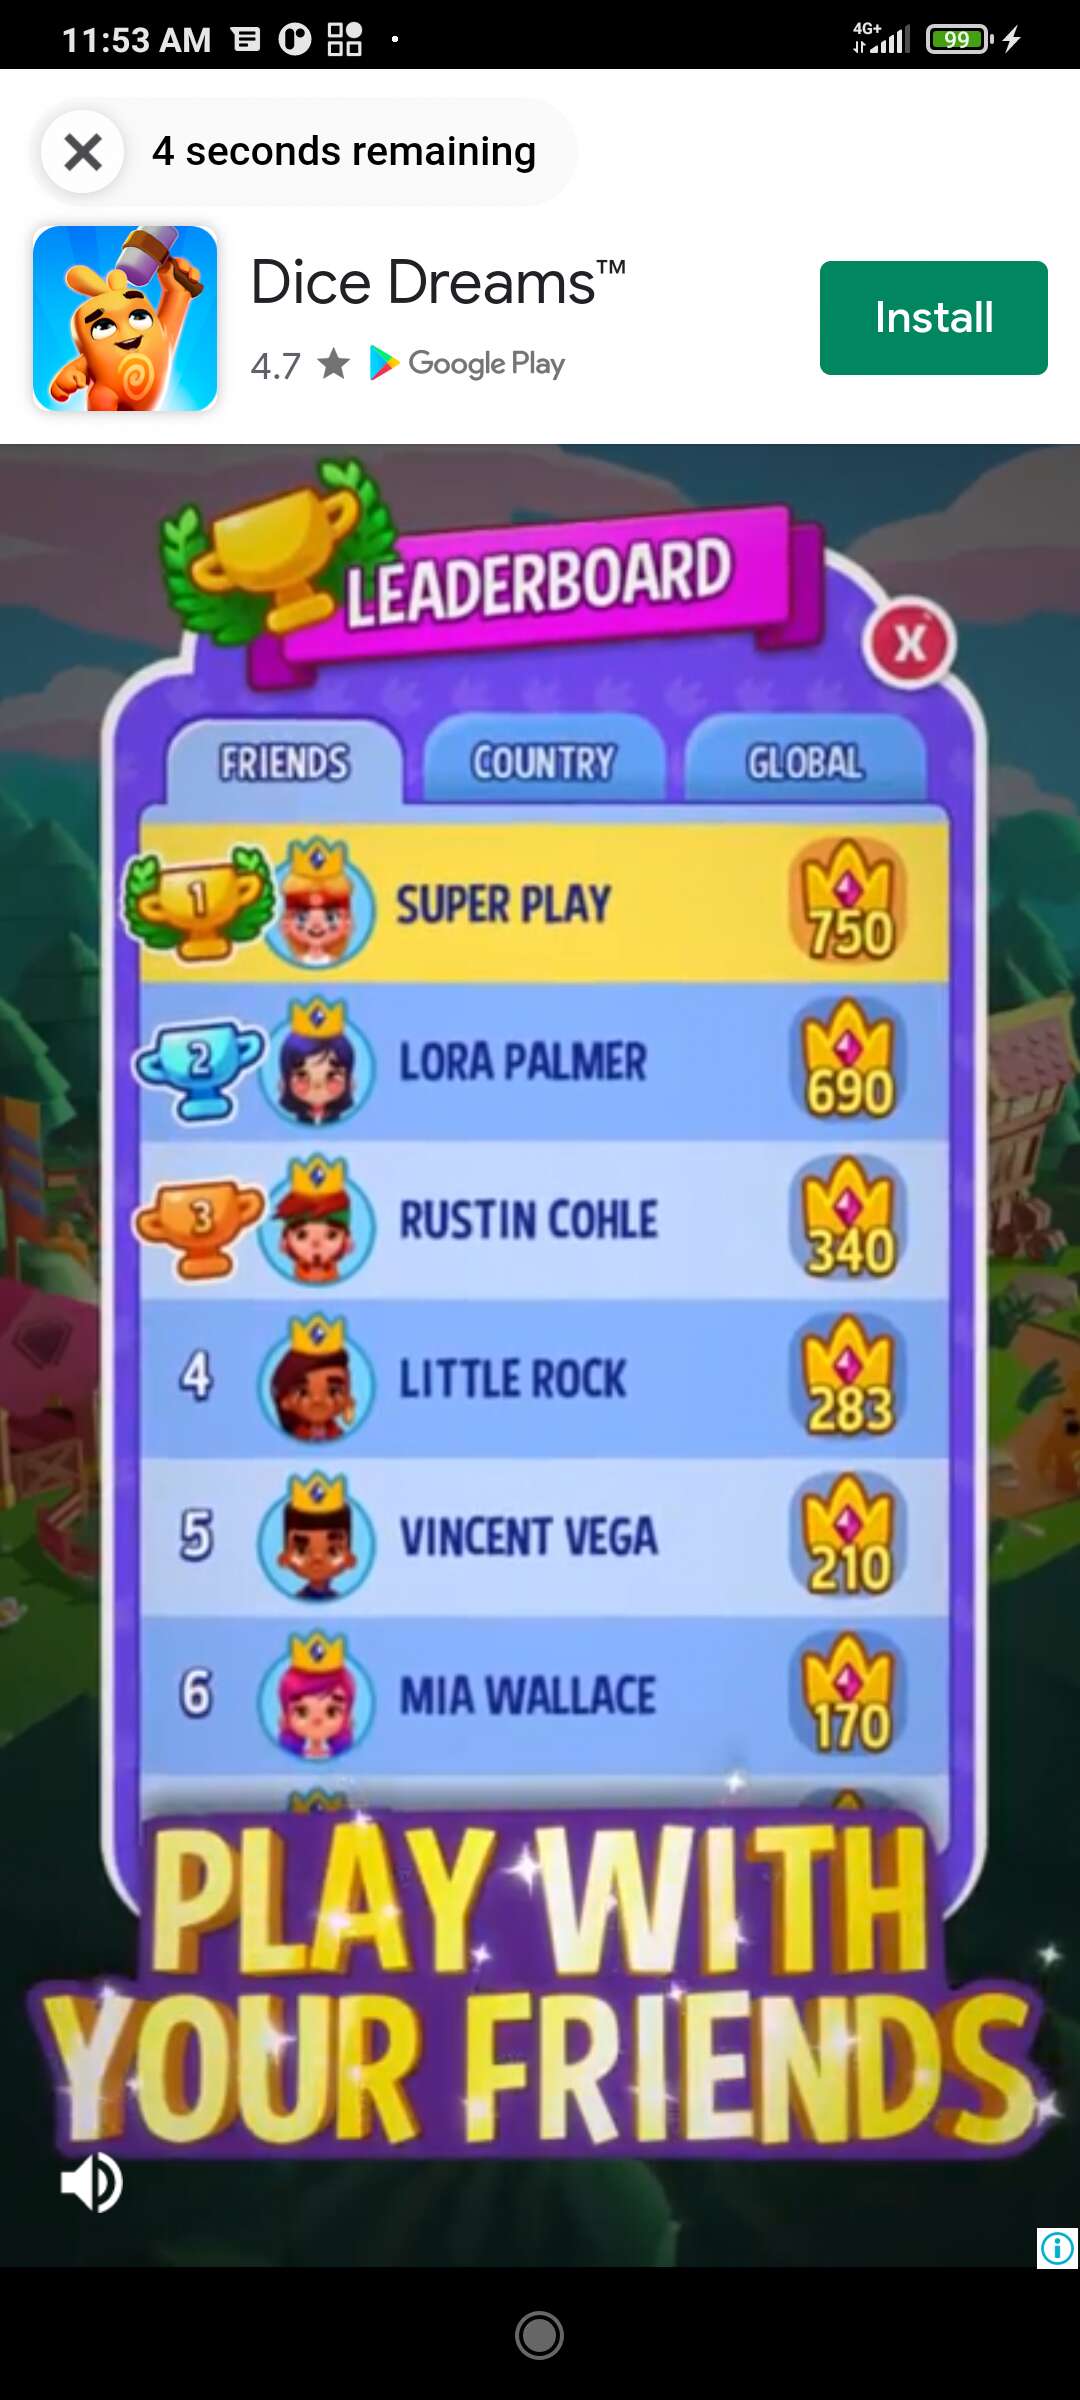 11:53 AM
4G+
99
4 seconds remaining
Dice Dreams™
4.7 ★ Google Play
Install
LEADERBOARD
X
FRIENDS COUNTRY GLOBAL
1 SUPER PLAY 750
2 LORA PALMER 690
3 RUSTIN COHLE 340
4 LITTLE ROCK 283
5 VINCENT VEGA 210
6 MIA WALLACE 170
PLAY WITH
YOUR FRIENDS